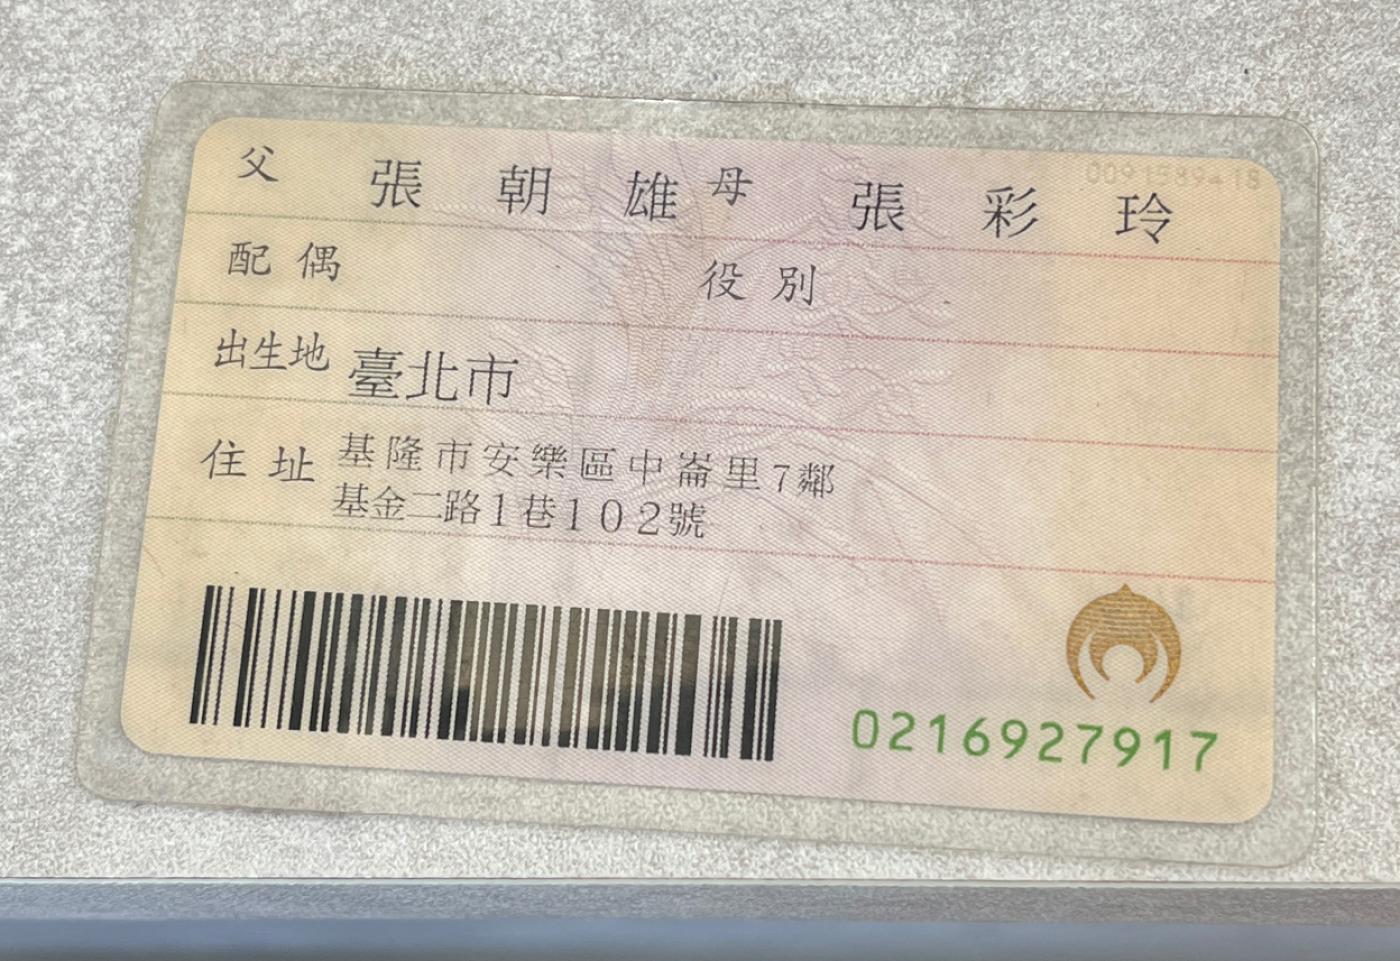 父 張朝雄 母 張彩玲
配偶 役別
出生地 臺北市
住址 基隆市安樂區中崙里7鄰
基金二路1巷102號
0216927917